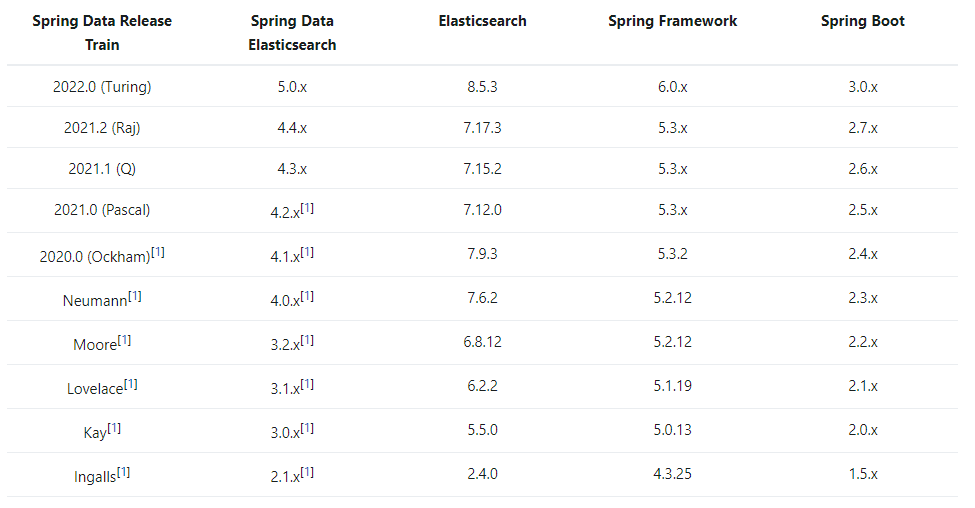 Spring Data Release Train Spring Data Elasticsearch Elasticsearch Spring Framework Spring Boot
2022.0 (Turing) 5.0.x 8.5.3 6.0.x 3.0.x
2021.2 (Raj) 4.4.x 7.17.3 5.3.x 2.7.x
2021.1 (Q) 4.3.x 7.15.2 5.3.x 2.6.x
2021.0 (Pascal) 4.2.x[1] 7.12.0 5.3.x 2.5.x
2020.0 (Ockham)[1] 4.1.x[1] 7.9.3 5.3.2 2.4.x
Neumann[1] 4.0.x[1] 7.6.2 5.2.12 2.3.x
Moore[1] 3.2.x[1] 6.8.12 5.2.12 2.2.x
Lovelace[1] 3.1.x[1] 6.2.2 5.1.19 2.1.x
Kay[1] 3.0.x[1] 5.5.0 5.0.13 2.0.x
Ingalls[1] 2.1.x[1] 2.4.0 4.3.25 1.5.x